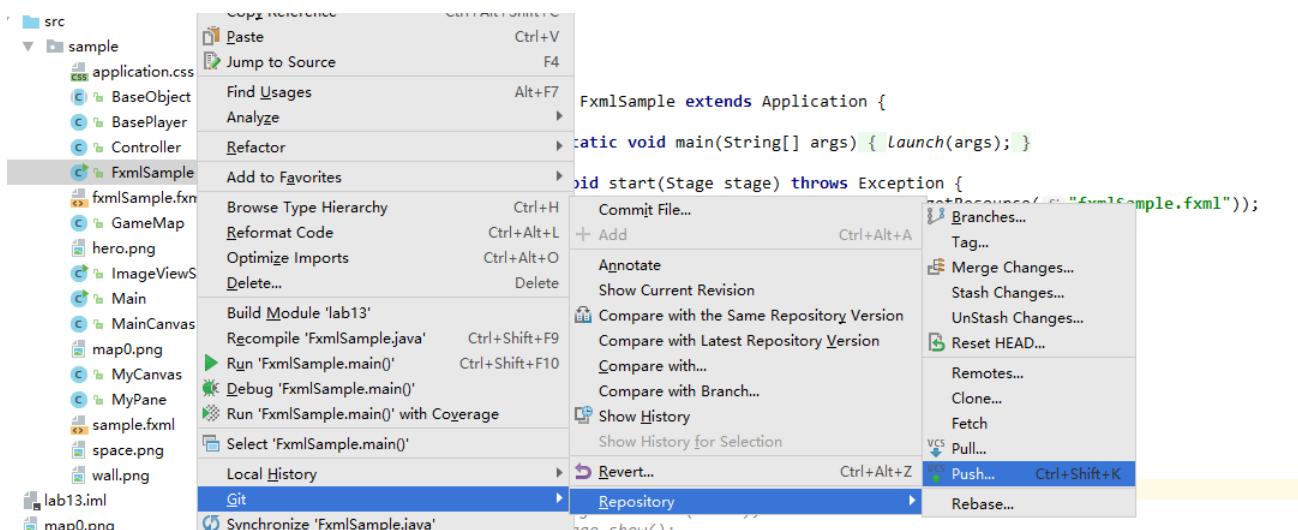 src
sample
application.css
BaseObject
BasePlayer
Controller
FxmlSample
fxmlSample.fxm
GameMap
hero.png
ImageViewS
Main
MainCanvas
map0.png
MyCanvas
MyPane
sample.fxml
space.png
wall.png
lab13.iml
map0.png
Copy Reference Ctrl+Alt+Shift+C
Paste Ctrl+V
Jump to Source F4
Find Usages Alt+F7
Analyze
Refactor
Add to Favorites
Browse Type Hierarchy Ctrl+H
Reformat Code Ctrl+Alt+L
Optimize Imports Ctrl+Alt+O
Delete... Delete
Build Module 'lab13'
Recompile 'FxmlSample.java' Ctrl+Shift+F9
Run 'FxmlSample.main()' Ctrl+Shift+F10
Debug 'FxmlSample.main()'
Run 'FxmlSample.main()' with Coverage
Select 'FxmlSample.main()'
Local History
Git
Synchronize 'FxmlSample.java'
FxmlSample extends Application {
tatic void main(String[] args) { launch(args); }
oid start(Stage stage) throws Exception {
getResource( "fxmlSample.fxml"));
Commit File...
Add Ctrl+Alt+A
Annotate
Show Current Revision
Compare with the Same Repository Version
Compare with Latest Repository Version
Compare with...
Compare with Branch...
Show History
Show History for Selection
Revert... Ctrl+Alt+Z
Repository
Branches...
Tag...
Merge Changes...
Stash Changes...
UnStash Changes...
Reset HEAD...
Remotes...
Clone...
Fetch
Pull...
Push... Ctrl+Shift+K
Rebase...